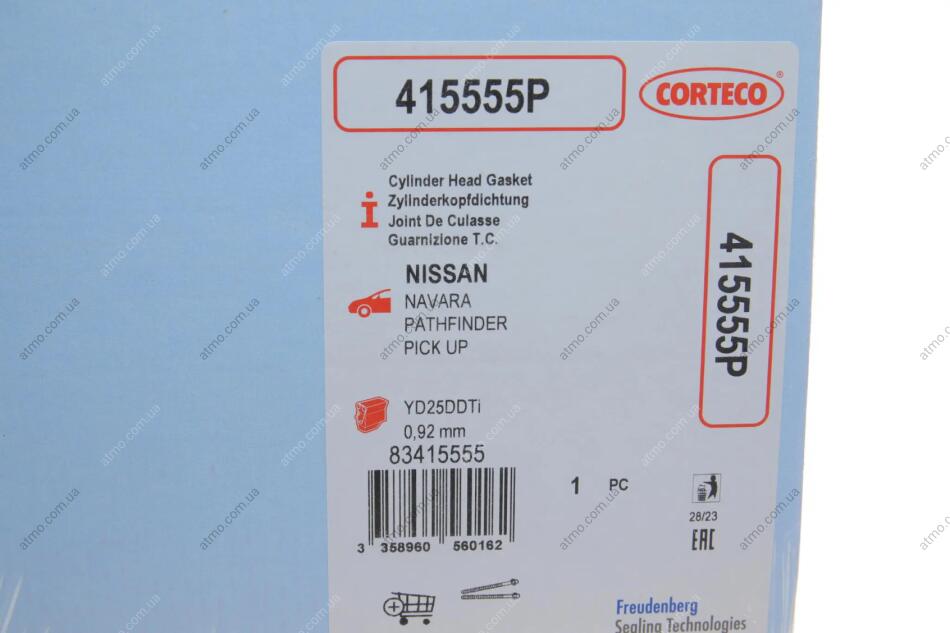 415555P
CORTECO®
Cylinder Head Gasket
Zylinderkopfdichtung
Joint De Culasse
Guarnizione T.C.
NISSAN
NAVARA
PATHFINDER
PICK UP
415555P
YD25DDTi
0,92 mm
83415555
1 PC
28/23
EAC
3 358960 560162
Freudenberg
Sealing Technologies
atmo.com.ua